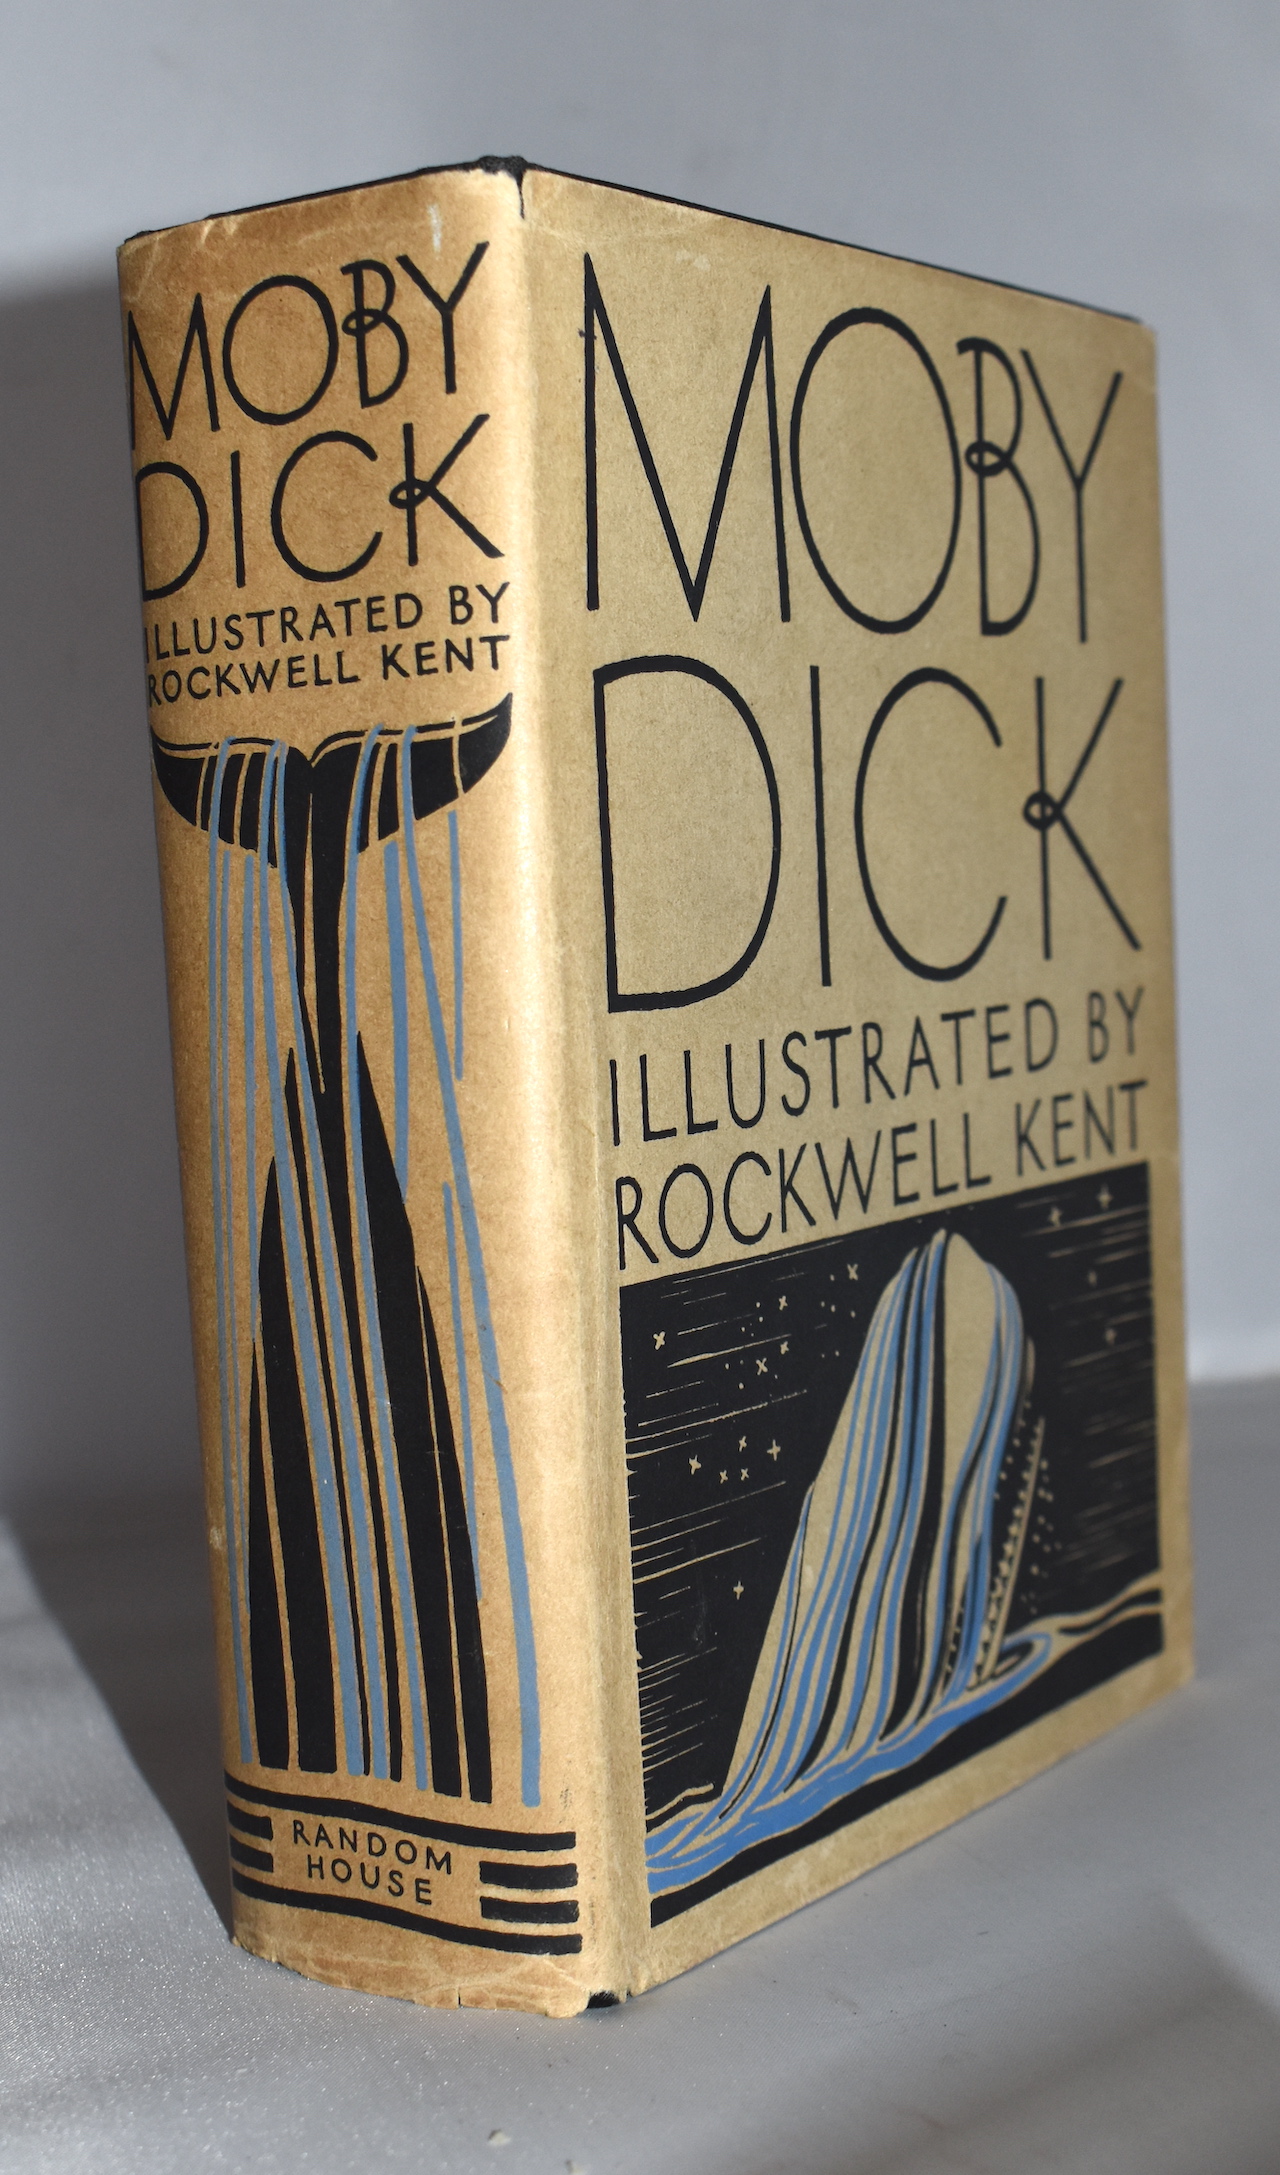 MOBY
DICK
ILLUSTRATED BY
ROCKWELL KENT
RANDOM
HOUSE
MOBY
DICK
ILLUSTRATED BY
ROCKWELL KENT